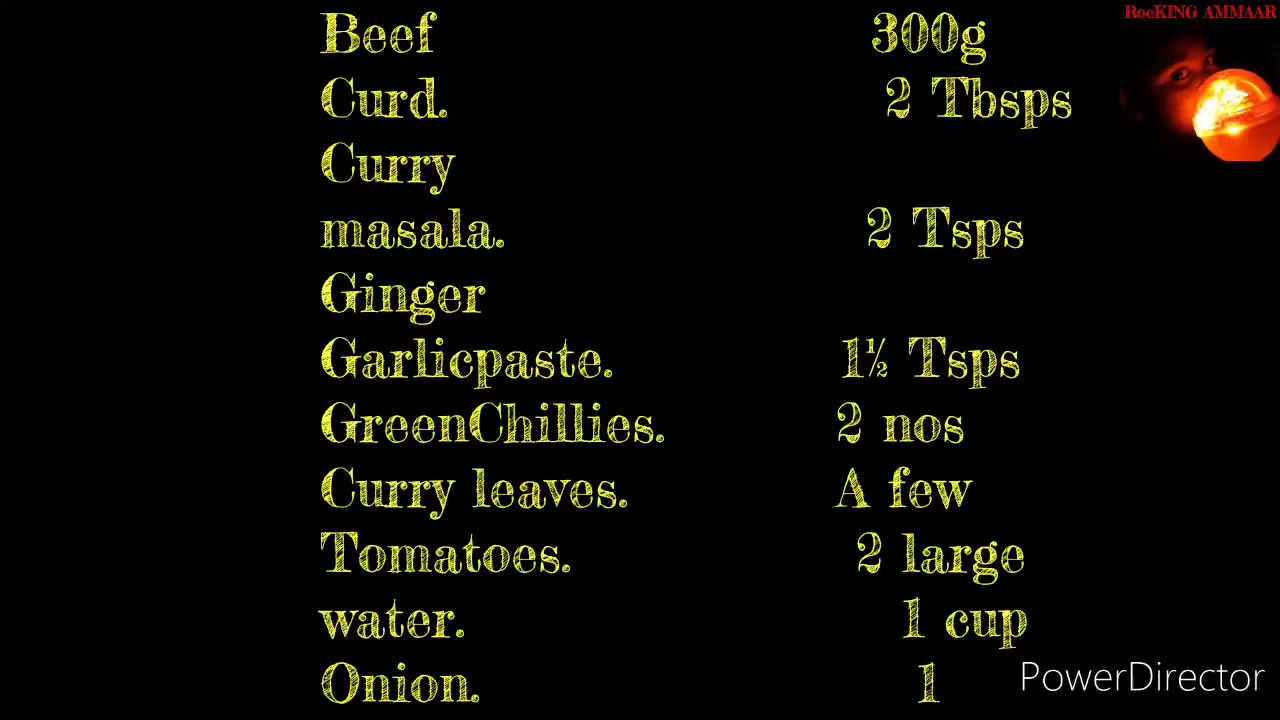 RocKING AMMAAR
Beef 300g
Curd. 2 Tbsps
Curry
masala. 2 Tsps
Ginger
Garlicpaste. 1½ Tsps
GreenChillies. 2 nos
Curry leaves. A few
Tomatoes. 2 large
water. 1 cup
Onion. 1
PowerDirector